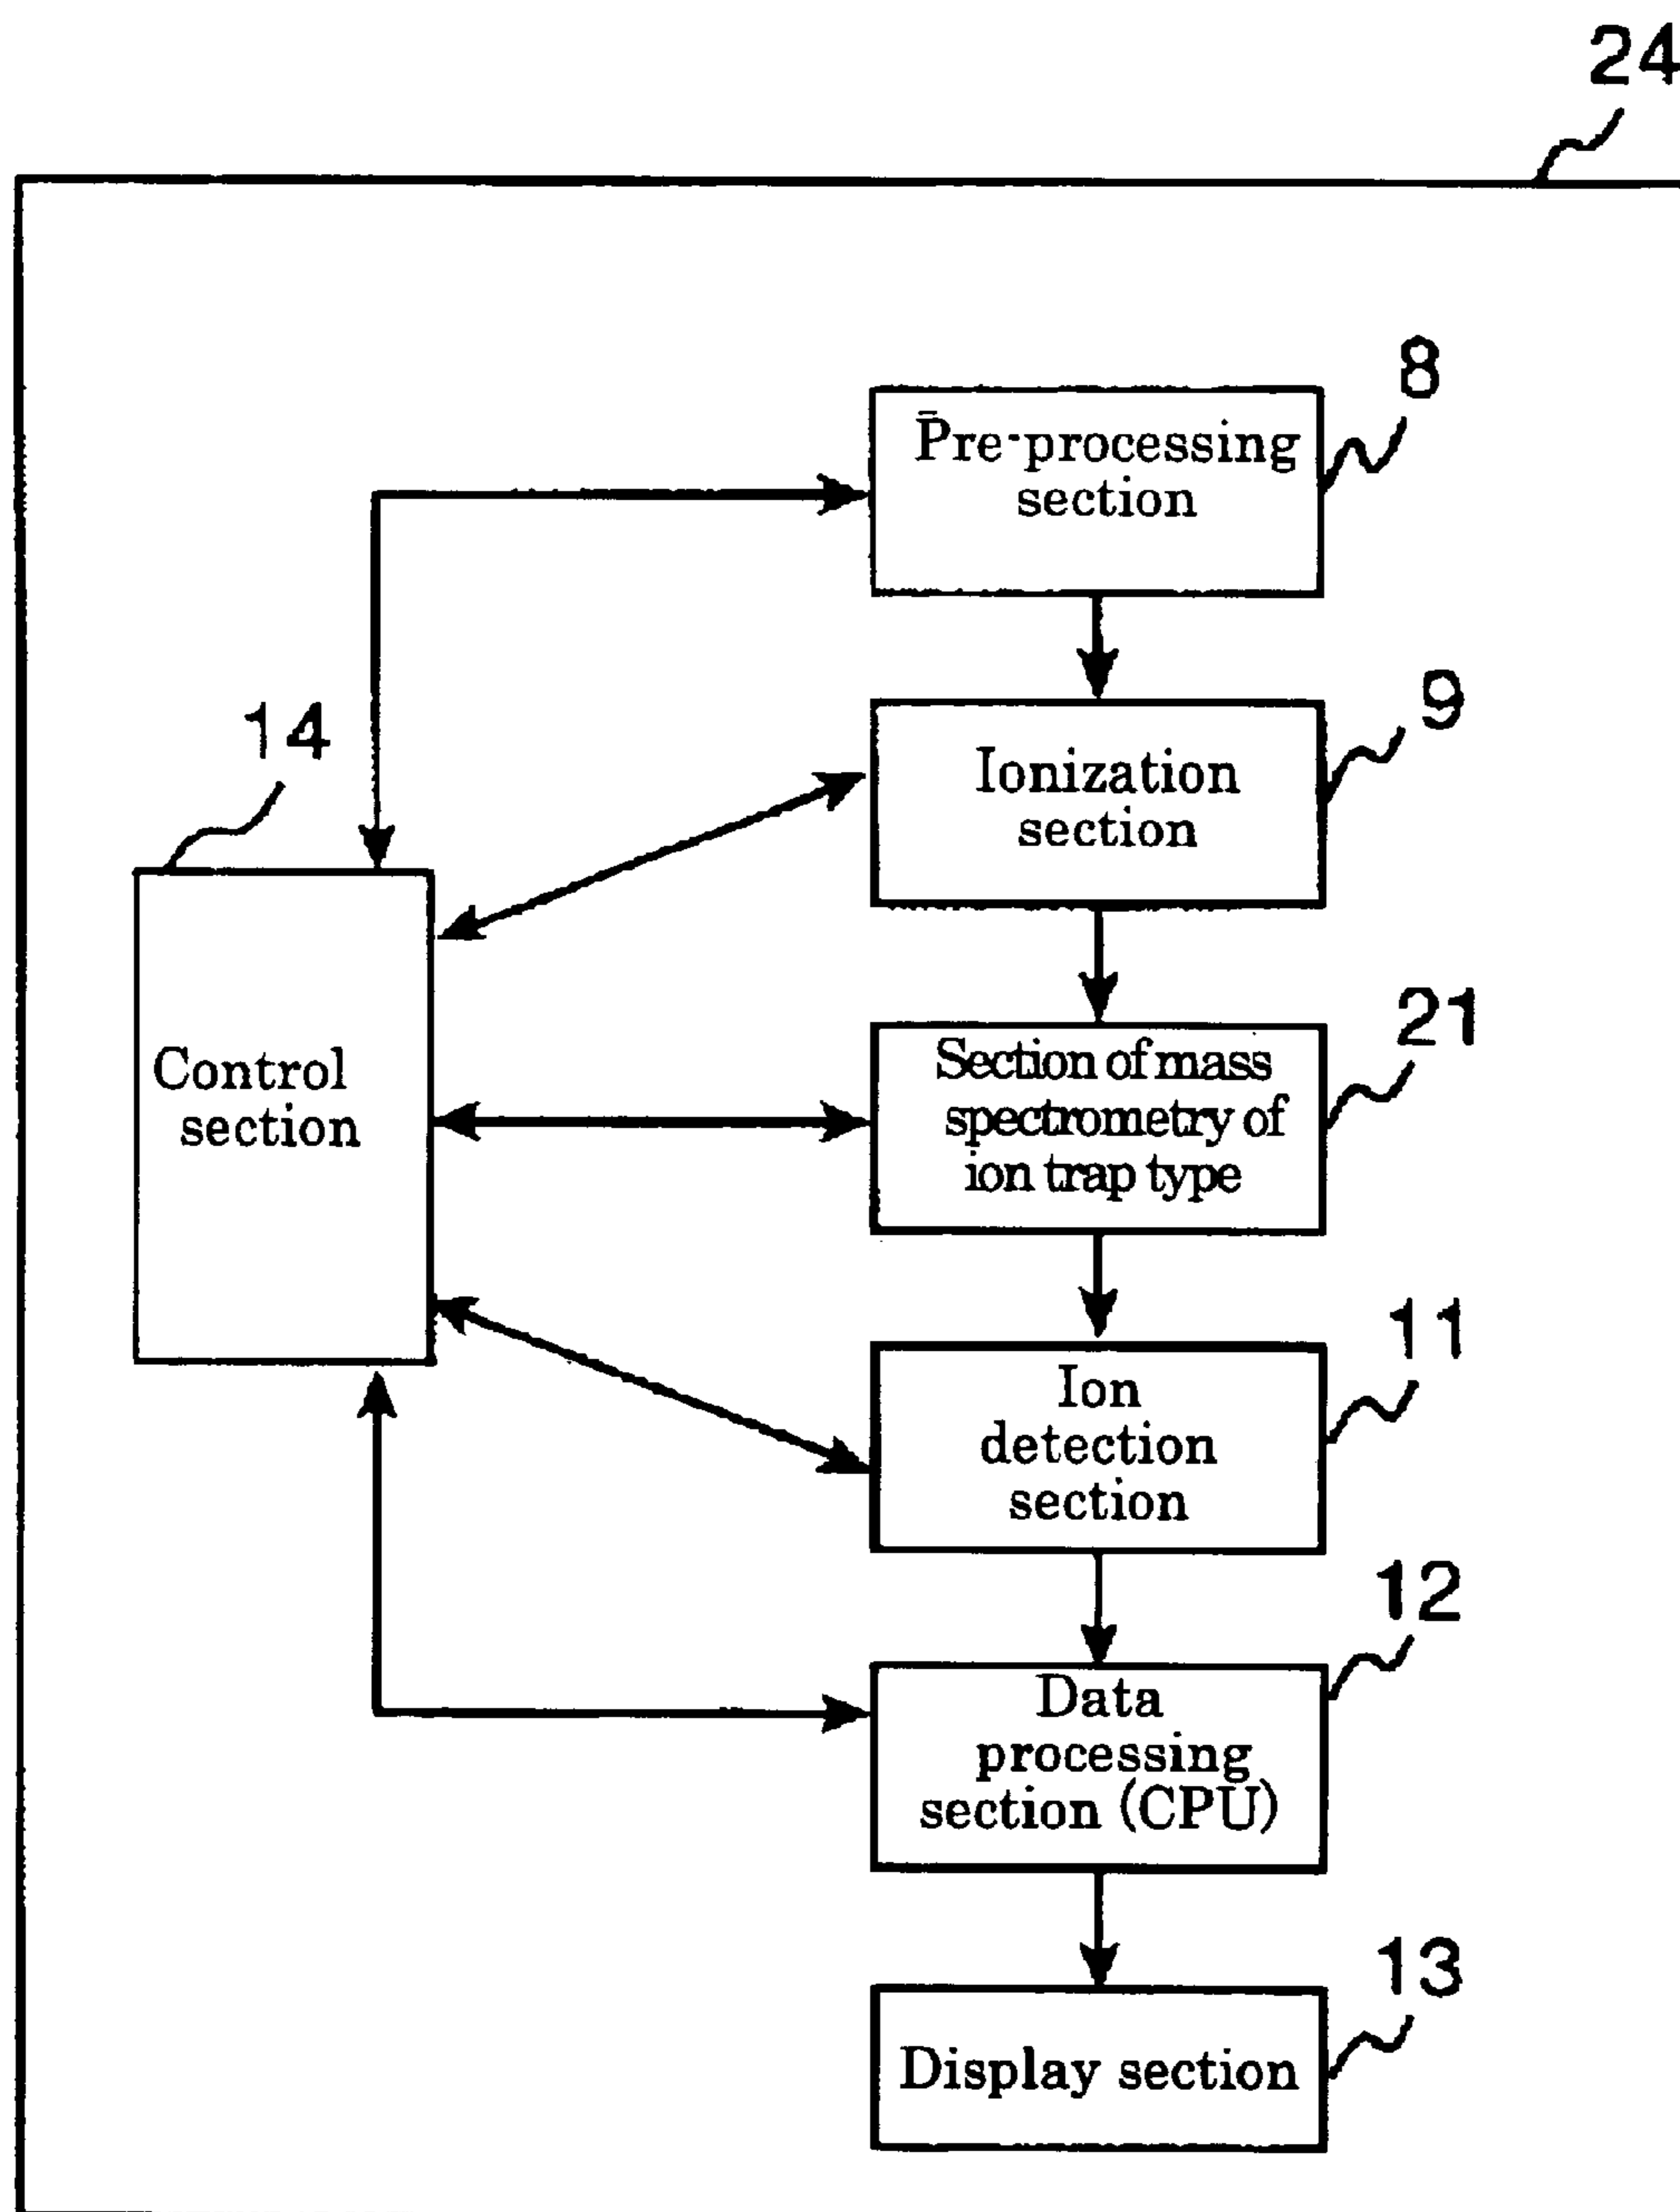 24
Pre-processing
section
8
Ionization
section
9
14
Control
section
Section of mass
spectrometry of
ion trap type
21
Ion
detection
section
11
Data
processing
section (CPU)
12
Display section
13